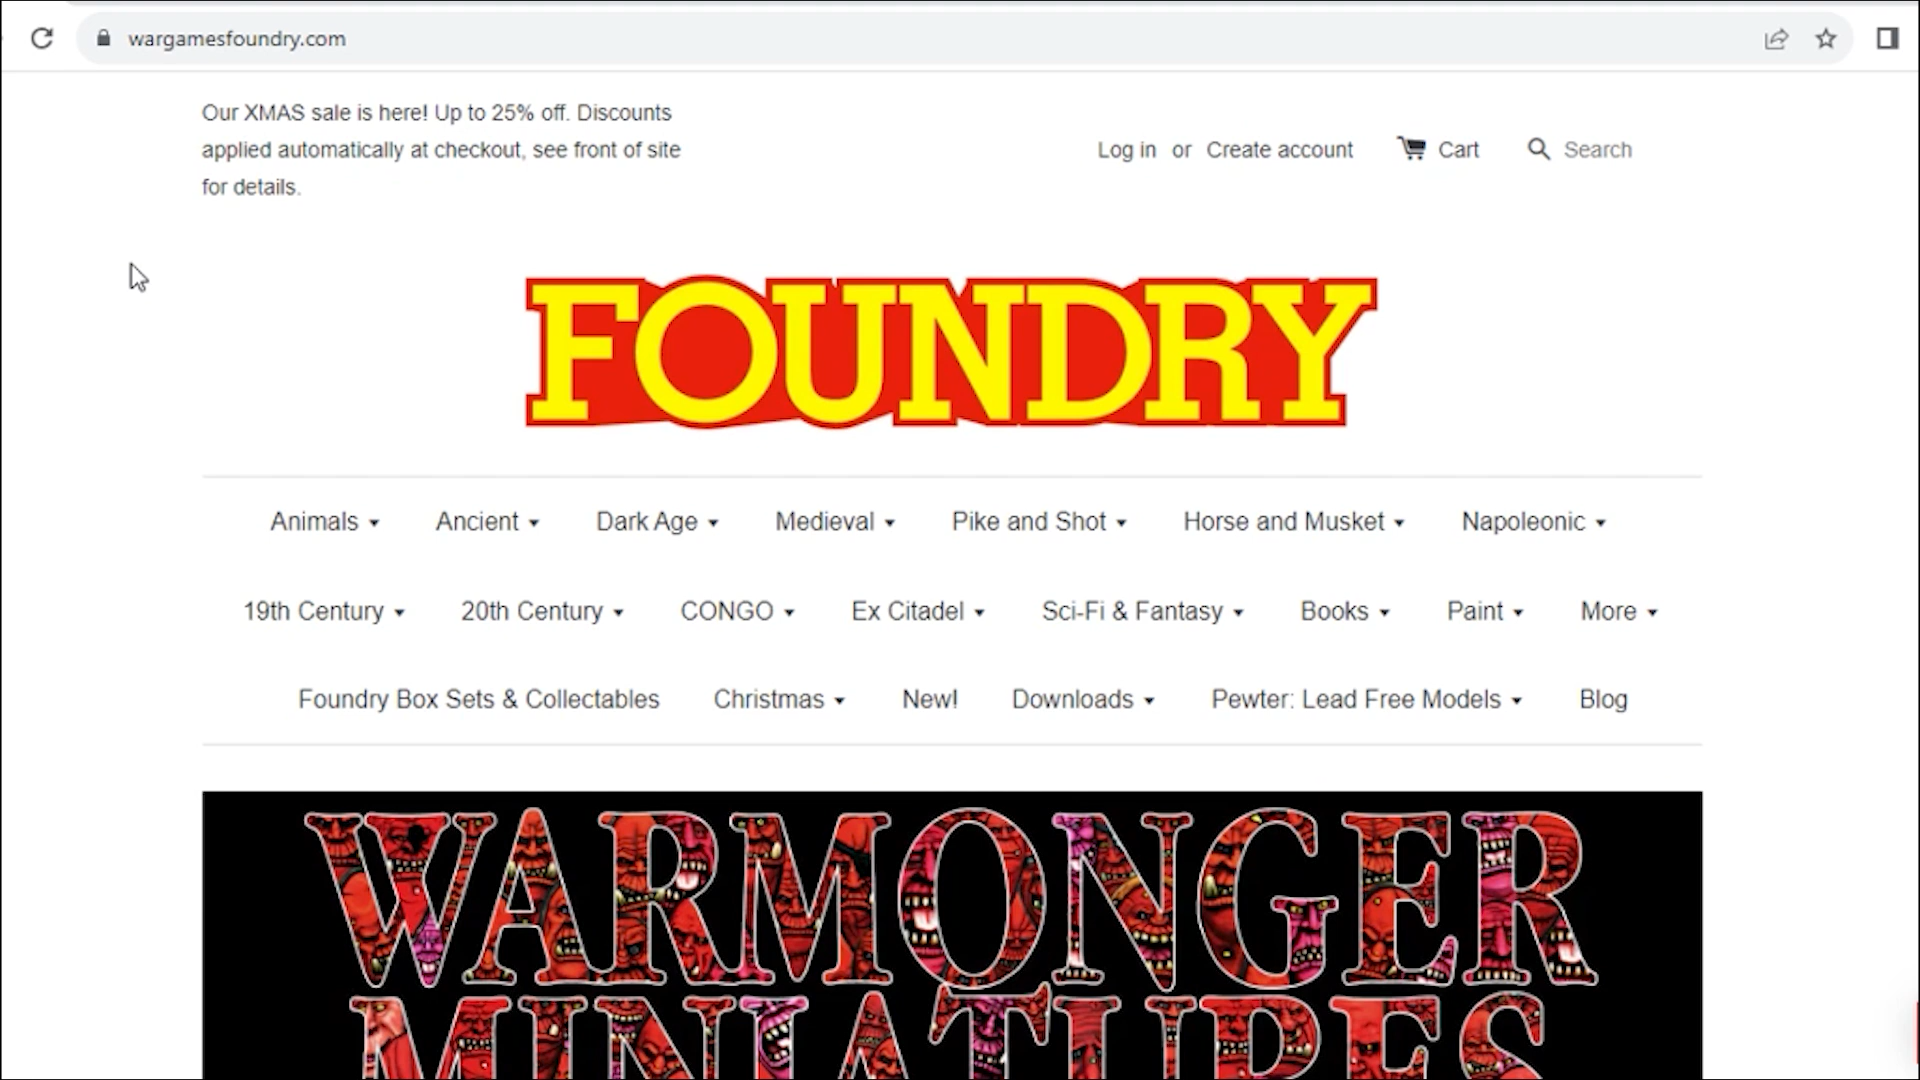 wargamesfoundry.com
Our XMAS sale is here! Up to 25% off. Discounts
applied automatically at checkout, see front of site
for details.
Log in or Create account Cart Search
FOUNDRY
Animals Ancient Dark Age Medieval Pike and Shot Horse and Musket Napoleonic
19th Century 20th Century CONGO Ex Citadel Sci-Fi & Fantasy Books Paint More
Foundry Box Sets & Collectables Christmas New! Downloads Pewter: Lead Free Models Blog
WARMONGER
MINIATURES